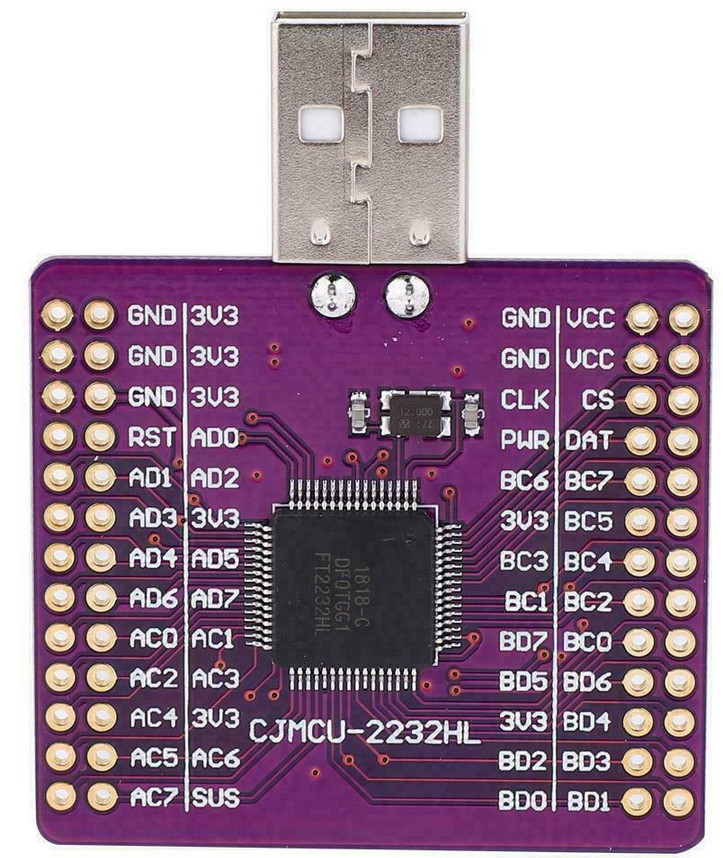 GND 3V3
GND 3V3
GND 3V3
RST AD0
AD1 AD2
AD3 3V3
AD4 AD5
AD6 AD7
AC0 AC1
AC2 AC3
AC4 3V3
AC5 AC6
AC7 SUS
GND VCC
GND VCC
CLK CS
PWR DAT
BC6 BC7
3V3 BC5
BC3 BC4
BC1 BC2
BD7 BC0
BD5 BD6
3V3 BD4
BD2 BD3
BD0 BD1
12.000
1818-C
DF0TGG1
FT2232HL
CJMCU-2232HL